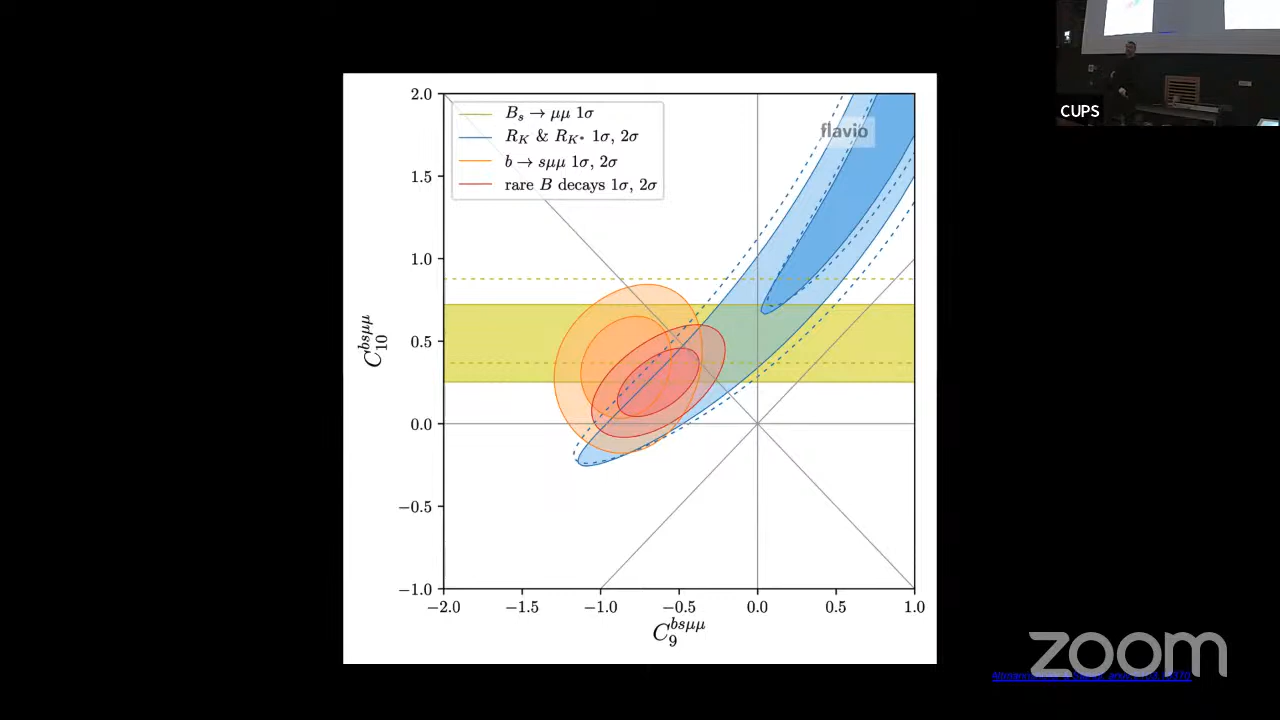 CUPS
2.0
1.5
1.0
0.5
0.0
−0.5
−1.0
−2.0 −1.5 −1.0 −0.5 0.0 0.5 1.0
B_s → μμ 1σ
R_K & R_K* 1σ, 2σ
b → sμμ 1σ, 2σ
rare B decays 1σ, 2σ
flavio
C_10^{bsμμ}
C_9^{bsμμ}
zoom